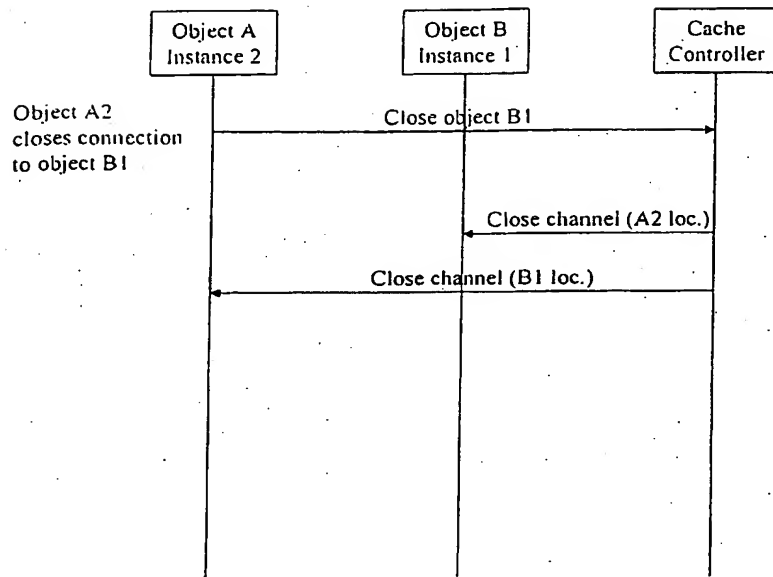 Object A
Instance 2
Object B
Instance 1
Cache
Controller
Object A2
closes connection
to object B1
Close object B1
Close channel (A2 loc.)
Close channel (B1 loc.)